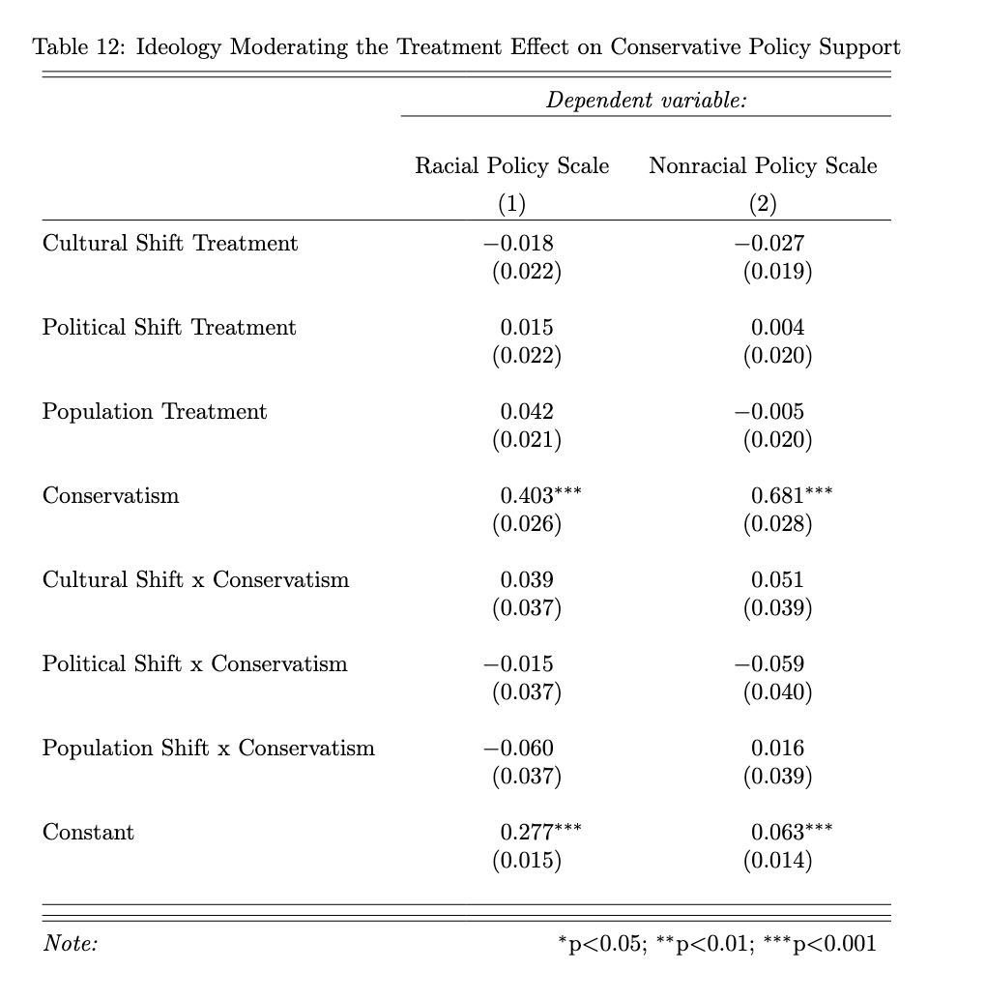 Table 12: Ideology Moderating the Treatment Effect on Conservative Policy Support
Dependent variable:
Racial Policy Scale Nonracial Policy Scale
(1) (2)
Cultural Shift Treatment −0.018 −0.027
(0.022) (0.019)
Political Shift Treatment 0.015 0.004
(0.022) (0.020)
Population Treatment 0.042 −0.005
(0.021) (0.020)
Conservatism 0.403*** 0.681***
(0.026) (0.028)
Cultural Shift x Conservatism 0.039 0.051
(0.037) (0.039)
Political Shift x Conservatism −0.015 −0.059
(0.037) (0.040)
Population Shift x Conservatism −0.060 0.016
(0.037) (0.039)
Constant 0.277*** 0.063***
(0.015) (0.014)
Note: *p<0.05; **p<0.01; ***p<0.001